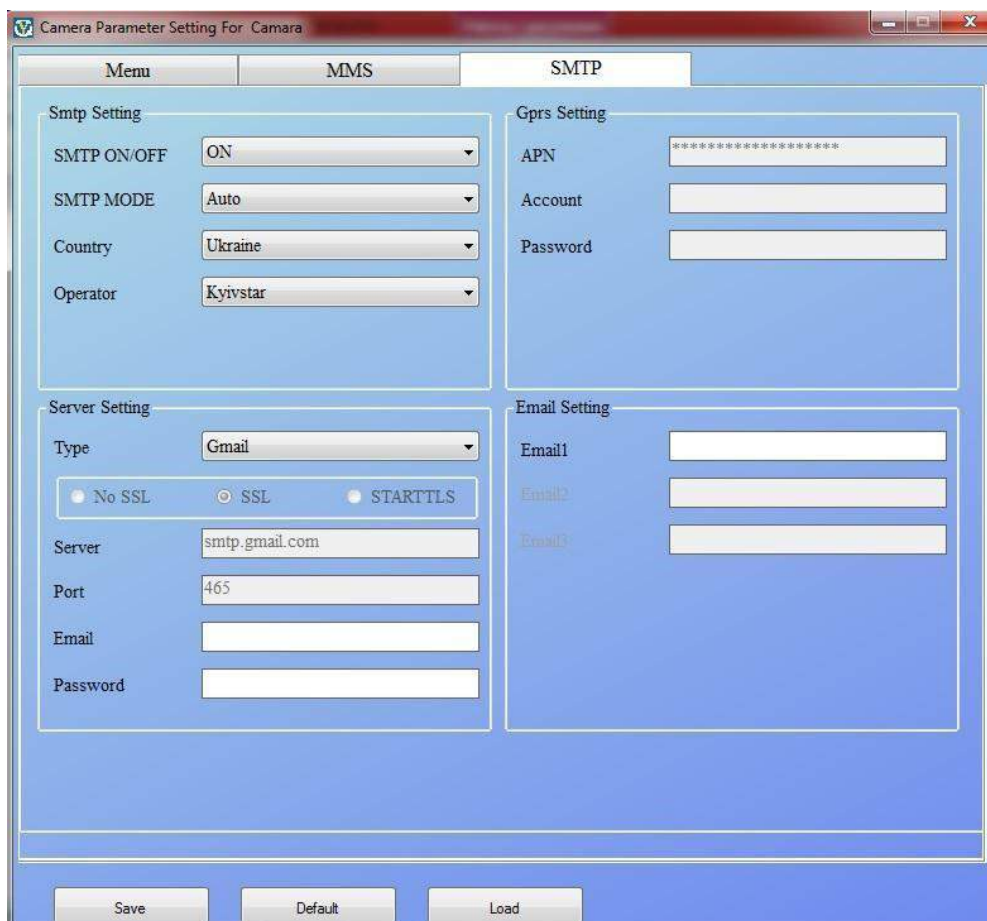 Camera Parameter Setting For Camara
Menu
MMS
SMTP
Smtp Setting
SMTP ON/OFF
ON
SMTP MODE
Auto
Country
Ukraine
Operator
Kyivstar
Gprs Setting
APN
*******************
Account
Password
Server Setting
Type
Gmail
No SSL
SSL
STARTTLS
Server
smtp.gmail.com
Port
465
Email
Password
Email Setting
Email1
Email2
Email3
Save
Default
Load